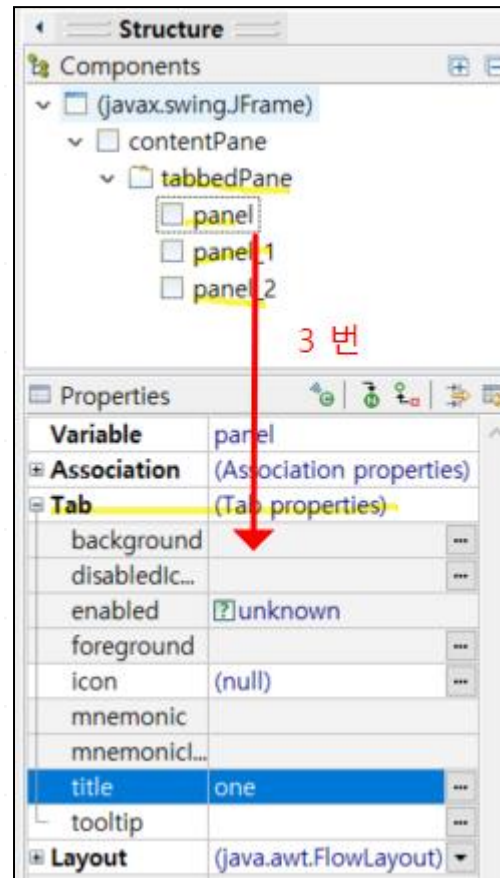 Structure
Components
(javax.swing.JFrame)
contentPane
tabbedPane
panel
panel_1
panel_2
3 번
Properties
Variable panel
Association (Association properties)
Tab (Tab properties)
background
disabledIc...
enabled unknown
foreground
icon (null)
mnemonic
mnemonicI...
title one
tooltip
Layout (java.awt.FlowLayout)